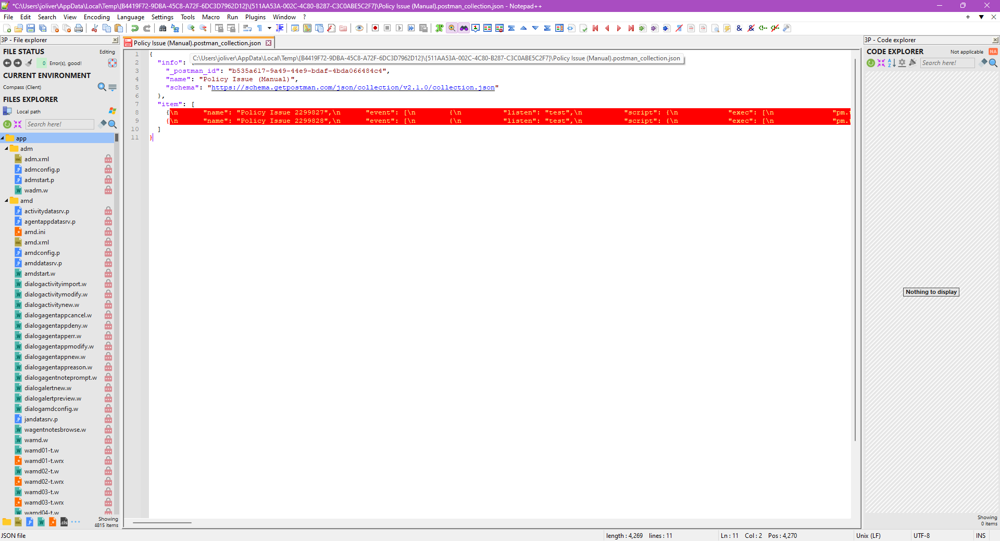 *C:\Users\joliver\AppData\Local\Temp\{B4419F72-9DBA-45C8-A72F-6DC3D7962D12}\{511AA53A-002C-4C80-B287-C3C0ABE5C2F7}\Policy Issue (Manual).postman_collection.json - Notepad++
File Edit Search View Encoding Language Settings Tools Macro Run Plugins Window ?
3P - File explorer
FILE STATUS Editing
0 Error(s), good!
CURRENT ENVIRONMENT
Compass (Client)
FILES EXPLORER
Local path
Search here!
app
adm
adm.xml
admconfig.p
admstart.p
wadm.w
amd
activitydatasrv.p
agentappdatasrv.p
amd.ini
amd.xml
amdconfig.p
amddatasrv.p
amdstart.w
dialogactivityimport.w
dialogactivitymodify.w
dialogactivitynew.w
dialogagentappcancel.w
dialogagentappdeny.w
dialogagentapperr.w
dialogagentappmodify.w
dialogagentappnew.w
dialogagentappreason.w
dialogagentnoteprompt.w
dialogalertnew.w
dialogalertpreview.w
dialogamdconfig.w
jandatasrv.p
wagentnotesbrowse.w
wamd.w
wamd01-t.w
wamd01-t.wrx
wamd02-t.w
wamd02-t.wrx
wamd03-t.w
wamd03-t.wrx
wamd04-t.w
Showing
4815 items
Policy Issue (Manual).postman_collection.json
C:\Users\joliver\AppData\Local\Temp\{B4419F72-9DBA-45C8-A72F-6DC3D7962D12}\{511AA53A-002C-4C80-B287-C3C0ABE5C2F7}\Policy Issue (Manual).postman_collection.json
1 {
2 "info": {
3 "_postman_id": "b535a617-9a49-44e9-bdaf-4bda066484c4",
4 "name": "Policy Issue (Manual)",
5 "schema": "https://schema.getpostman.com/json/collection/v2.1.0/collection.json"
6 },
7 "item": [
8 {\n "name": "Policy Issue 2299827",\n "event": [\n {\n "listen": "test",\n "script": {\n "exec": [\n "pm.t
9 {\n "name": "Policy Issue 2299828",\n "event": [\n {\n "listen": "test",\n "script": {\n "exec": [\n "pm.t
10 ]
11 }
3P - Code explorer
CODE EXPLORER Not applicable NA
Search here!
Nothing to display
Showing
0 items
JSON file length : 4,269 lines : 11 Ln : 11 Col : 2 Pos : 4,270 Unix (LF) UTF-8 INS